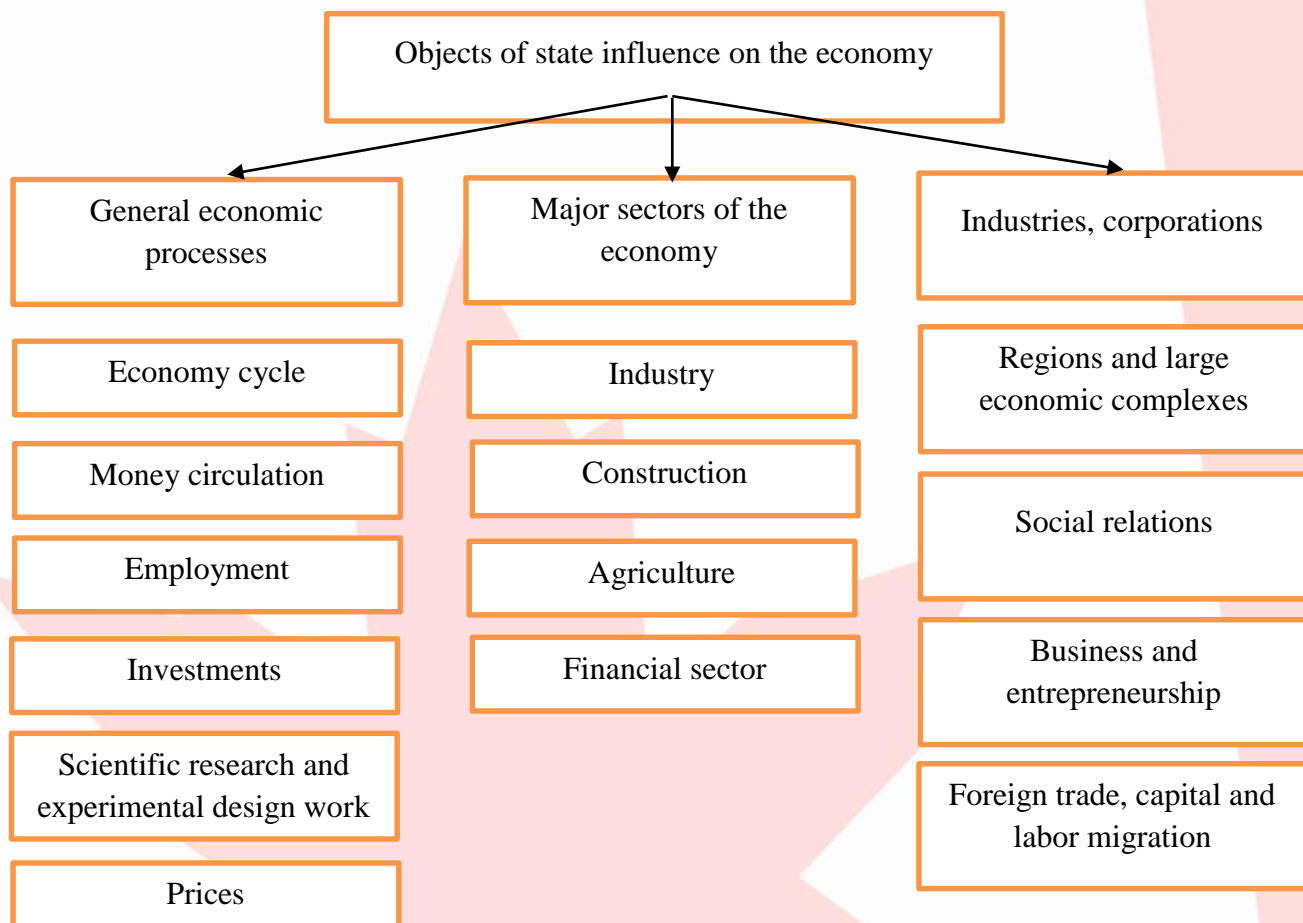 Objects of state influence on the economy
General economic
processes
Economy cycle
Money circulation
Employment
Investments
Scientific research and
experimental design work
Prices
Major sectors of the
economy
Industry
Construction
Agriculture
Financial sector
Industries, corporations
Regions and large
economic complexes
Social relations
Business and
entrepreneurship
Foreign trade, capital and
labor migration